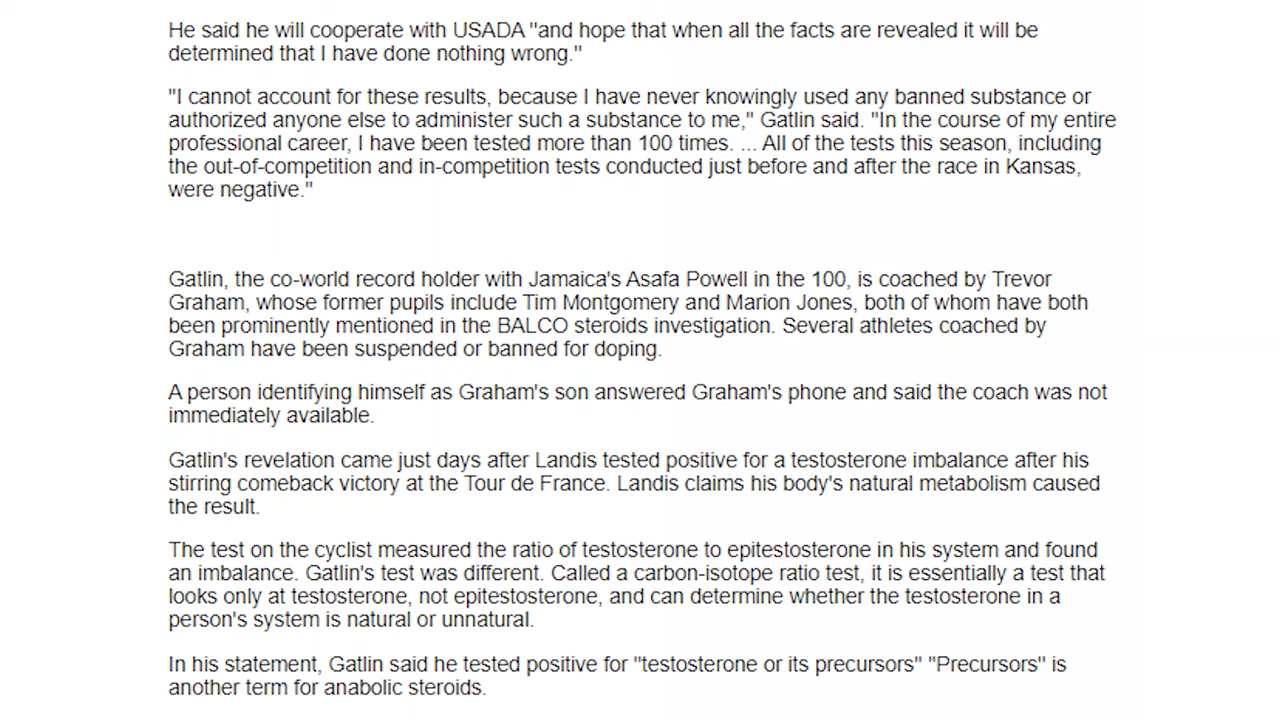 He said he will cooperate with USADA "and hope that when all the facts are revealed it will be
determined that I have done nothing wrong."
"I cannot account for these results, because I have never knowingly used any banned substance or
authorized anyone else to administer such a substance to me," Gatlin said. "In the course of my entire
professional career, I have been tested more than 100 times. ... All of the tests this season, including
the out-of-competition and in-competition tests conducted just before and after the race in Kansas,
were negative."
Gatlin, the co-world record holder with Jamaica's Asafa Powell in the 100, is coached by Trevor
Graham, whose former pupils include Tim Montgomery and Marion Jones, both of whom have both
been prominently mentioned in the BALCO steroids investigation. Several athletes coached by
Graham have been suspended or banned for doping.
A person identifying himself as Graham's son answered Graham's phone and said the coach was not
immediately available.
Gatlin's revelation came just days after Landis tested positive for a testosterone imbalance after his
stirring comeback victory at the Tour de France. Landis claims his body's natural metabolism caused
the result.
The test on the cyclist measured the ratio of testosterone to epitestosterone in his system and found
an imbalance. Gatlin's test was different. Called a carbon-isotope ratio test, it is essentially a test that
looks only at testosterone, not epitestosterone, and can determine whether the testosterone in a
person's system is natural or unnatural.
In his statement, Gatlin said he tested positive for "testosterone or its precursors" "Precursors" is
another term for anabolic steroids.